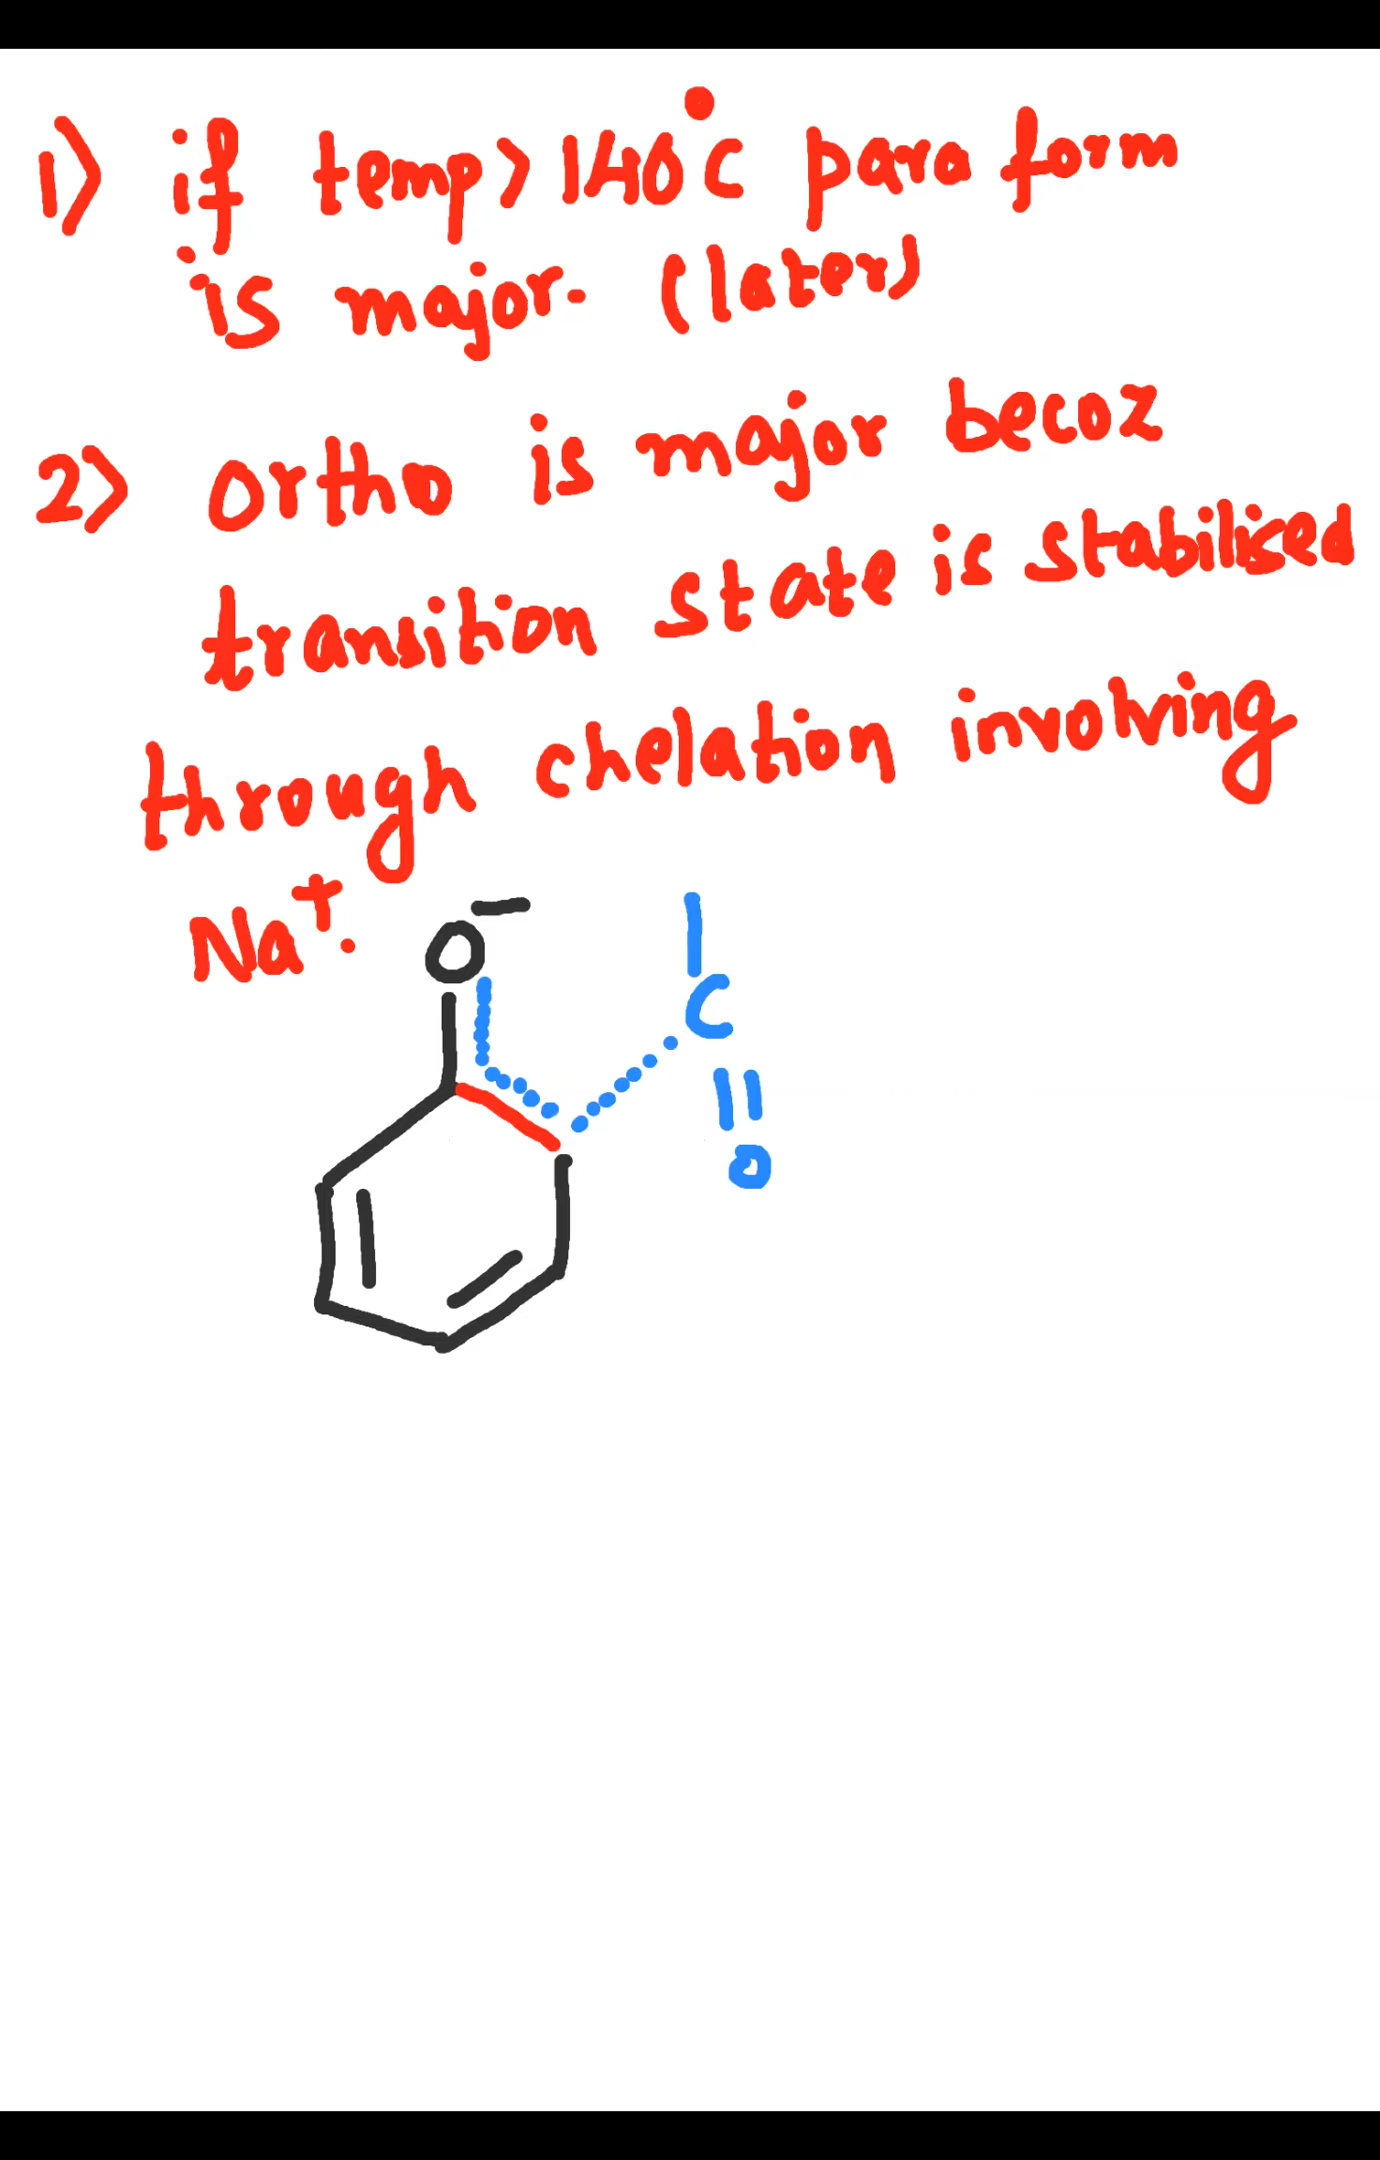 1) if temp > 140°C para form
is major. (later)
2) Ortho is major becoz
transition state is stabilised
through chelation involving
Na⁺.
O⁻
C
O